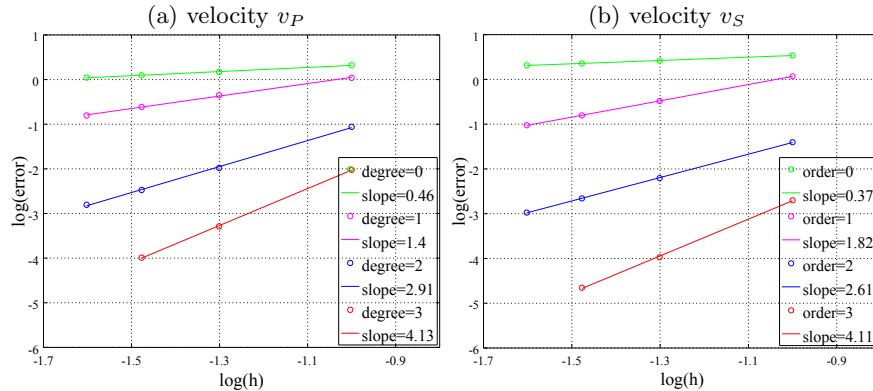 (a) velocity v_P
1
0
-1
-2
-3
-4
-5
-6
log(error)
-1.7
-1.5
-1.3
-1.1
-0.9
log(h)
degree=0
slope=0.46
degree=1
slope=1.4
degree=2
slope=2.91
degree=3
slope=4.13
(b) velocity v_S
1
0
-1
-2
-3
-4
-5
-6
log(error)
-1.7
-1.5
-1.3
-1.1
-0.9
log(h)
order=0
slope=0.37
order=1
slope=1.82
order=2
slope=2.61
order=3
slope=4.11